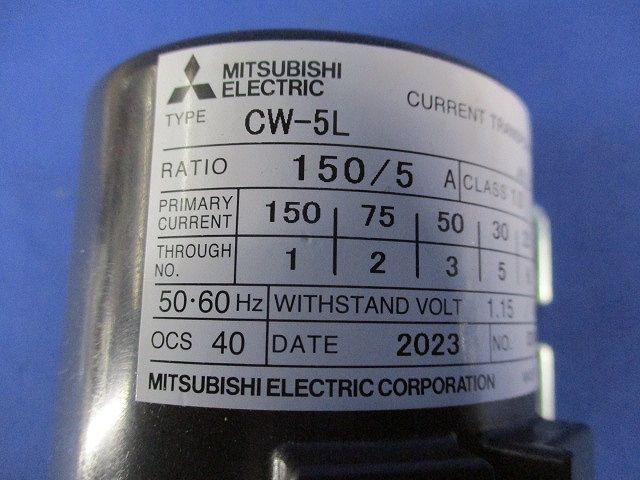 MITSUBISHI
ELECTRIC
TYPE CW-5L CURRENT
RATIO 150/5 A CLASS
PRIMARY CURRENT 150 75 50 30
THROUGH NO. 1 2 3 5
50·60 Hz WITHSTAND VOLT 1.15
OCS 40 DATE 2023 NO.
MITSUBISHI ELECTRIC CORPORATION